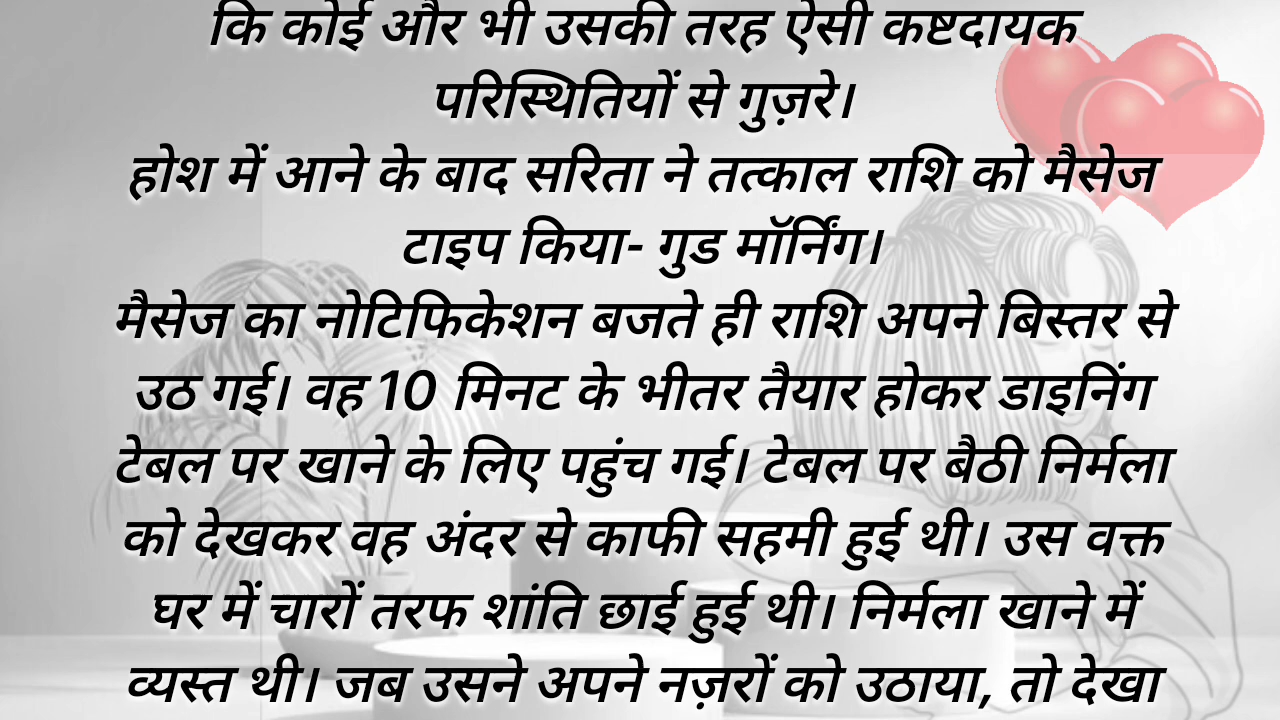 कि कोई और भी उसकी तरह ऐसी कष्टदायक
परिस्थितियों से गुज़रे।
होश में आने के बाद सरिता ने तत्काल राशि को मैसेज
टाइप किया- गुड मॉर्निंग।
मैसेज का नोटिफिकेशन बजते ही राशि अपने बिस्तर से
उठ गई। वह 10 मिनट के भीतर तैयार होकर डाइनिंग
टेबल पर खाने के लिए पहुंच गई। टेबल पर बैठी निर्मला
को देखकर वह अंदर से काफी सहमी हुई थी। उस वक्त
घर में चारों तरफ शांति छाई हुई थी। निर्मला खाने में
व्यस्त थी। जब उसने अपने नज़रों को उठाया, तो देखा